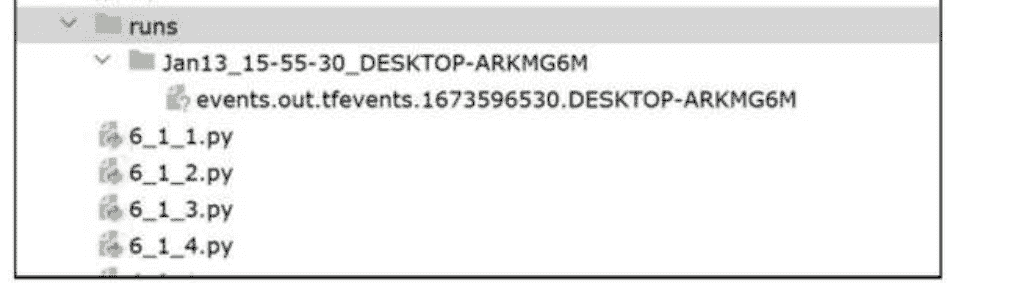 runs
Jan13_15-55-30_DESKTOP-ARKMG6M
events.out.tfevents.1673596530.DESKTOP-ARKMG6M
6_1_1.py
6_1_2.py
6_1_3.py
6_1_4.py